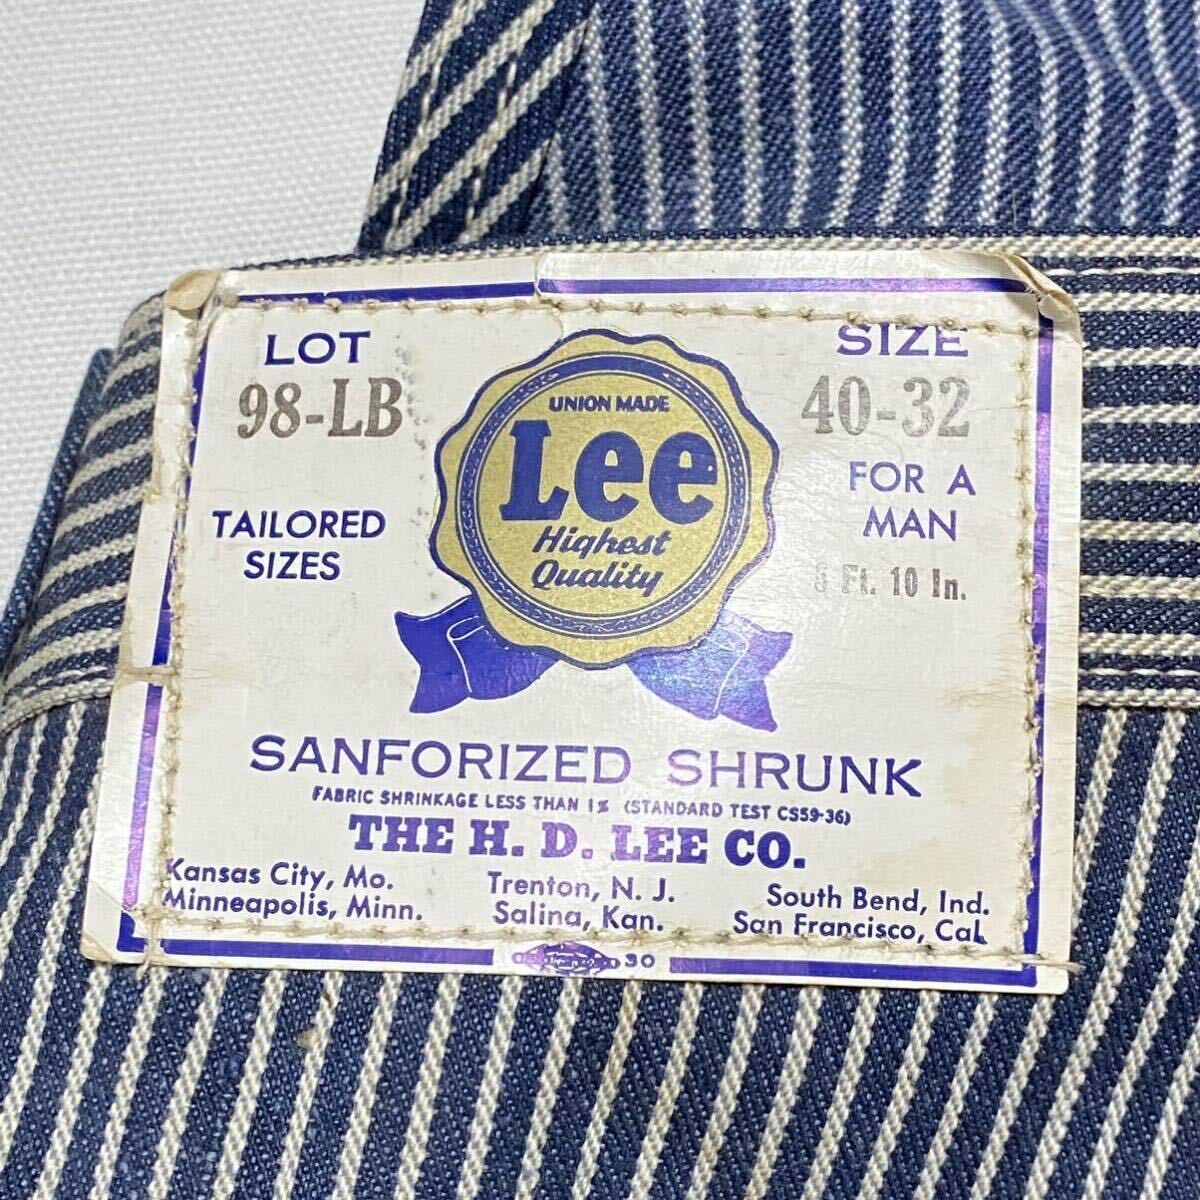 LOT
98-LB
TAILORED
SIZES
UNION MADE
Lee
Highest
Quality
SIZE
40-32
FOR A
MAN
Ft. 10 In.
SANFORIZED SHRUNK
FABRIC SHRINKAGE LESS THAN 1% (STANDARD TEST CS59-36)
THE H. D. LEE CO.
Kansas City, Mo. Trenton, N. J. South Bend, Ind.
Minneapolis, Minn. Salina, Kan. San Francisco, Cal.
30